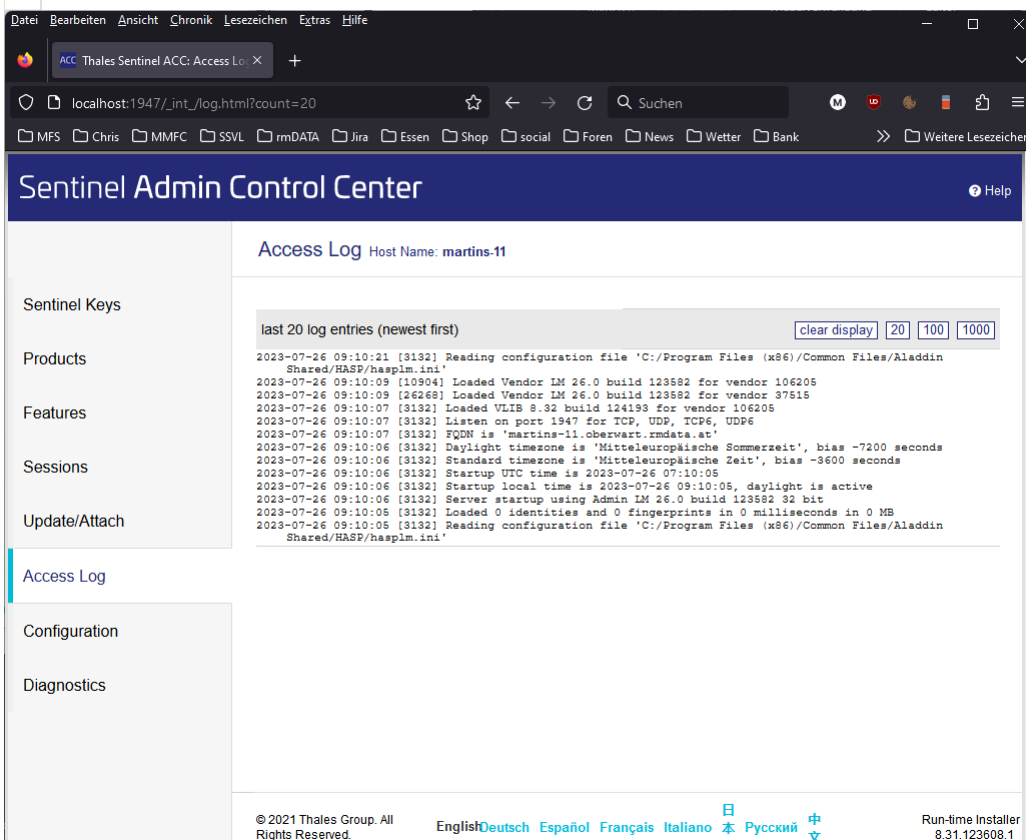 Datei Bearbeiten Ansicht Chronik Lesezeichen Extras Hilfe
ACC Thales Sentinel ACC: Access Lo
localhost:1947/_int_/log.html?count=20
Suchen
MFS Chris MMFC SSVL rmDATA Jira Essen Shop social Foren News Wetter Bank Weitere Lesezeichen
Sentinel Admin Control Center
Help
Access Log Host Name: martins-11
Sentinel Keys
Products
Features
Sessions
Update/Attach
Access Log
Configuration
Diagnostics
last 20 log entries (newest first)
clear display 20 100 1000
2023-07-26 09:10:21 [3132] Reading configuration file 'C:/Program Files (x86)/Common Files/Aladdin
Shared/HASP/hasplm.ini'
2023-07-26 09:10:09 [10904] Loaded Vendor LM 26.0 build 123582 for vendor 106205
2023-07-26 09:10:09 [26268] Loaded Vendor LM 26.0 build 123582 for vendor 37515
2023-07-26 09:10:07 [3132] Loaded VLIB 8.32 build 124193 for vendor 106205
2023-07-26 09:10:07 [3132] Listen on port 1947 for TCP, UDP, TCP6, UDP6
2023-07-26 09:10:07 [3132] FQDN is 'martins-11.oberwart.rmdata.at'
2023-07-26 09:10:06 [3132] Daylight timezone is 'Mitteleuropäische Sommerzeit', bias -7200 seconds
2023-07-26 09:10:06 [3132] Standard timezone is 'Mitteleuropäische Zeit', bias -3600 seconds
2023-07-26 09:10:06 [3132] Startup UTC time is 2023-07-26 07:10:05
2023-07-26 09:10:06 [3132] Startup local time is 2023-07-26 09:10:05, daylight is active
2023-07-26 09:10:06 [3132] Server startup using Admin LM 26.0 build 123582 32 bit
2023-07-26 09:10:05 [3132] Loaded 0 identities and 0 fingerprints in 0 milliseconds in 0 MB
2023-07-26 09:10:05 [3132] Reading configuration file 'C:/Program Files (x86)/Common Files/Aladdin
Shared/HASP/hasplm.ini'
© 2021 Thales Group. All
Rights Reserved.
English Deutsch Español Français Italiano 日本 Русский 中文
Run-time Installer
8.31.123608.1